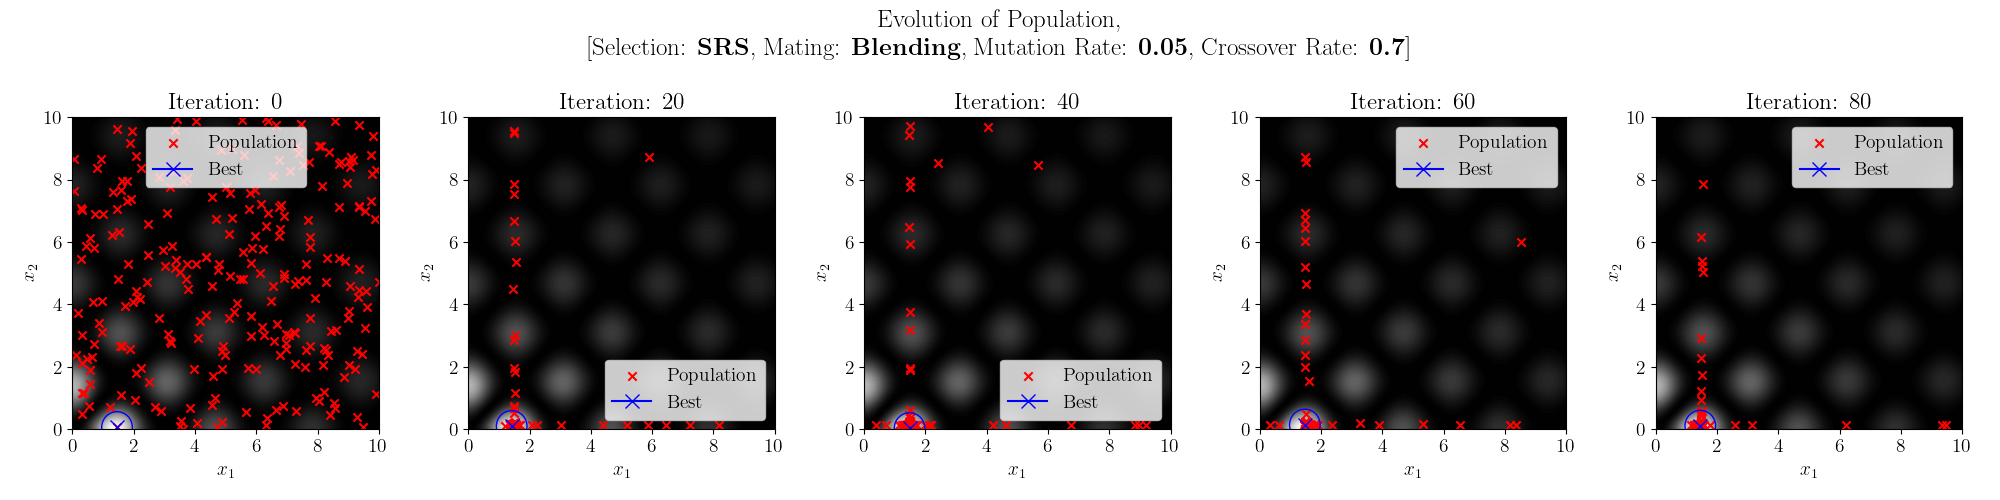 Evolution of Population,
[Selection: SRS, Mating: Blending, Mutation Rate: 0.05, Crossover Rate: 0.7]
Iteration: 0
10
8
6
4
2
0
x2
Population
Best
0 2 4 6 8 10
x1
Iteration: 20
10
8
6
4
2
0
x2
Population
Best
0 2 4 6 8 10
x1
Iteration: 40
10
8
6
4
2
0
x2
Population
Best
0 2 4 6 8 10
x1
Iteration: 60
10
8
6
4
2
0
x2
Population
Best
0 2 4 6 8 10
x1
Iteration: 80
10
8
6
4
2
0
x2
Population
Best
0 2 4 6 8 10
x1